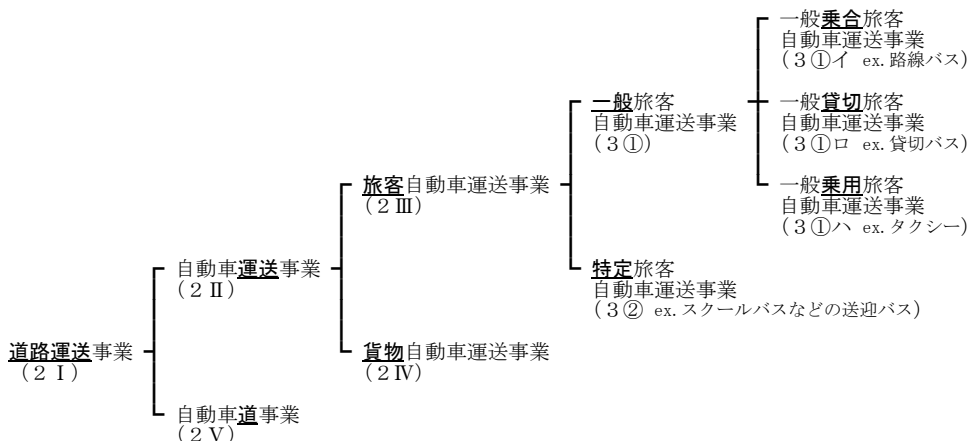 一般乗合旅客
自動車運送事業
(3①イ ex.路線バス)
一般旅客
自動車運送事業
(3①)
一般貸切旅客
自動車運送事業
(3①ロ ex.貸切バス)
旅客自動車運送事業
(2Ⅲ)
一般乗用旅客
自動車運送事業
(3①ハ ex.タクシー)
自動車運送事業
(2Ⅱ)
特定旅客
自動車運送事業
(3② ex.スクールバスなどの送迎バス)
道路運送事業
(2Ⅰ)
貨物自動車運送事業
(2Ⅳ)
自動車道事業
(2Ⅴ)